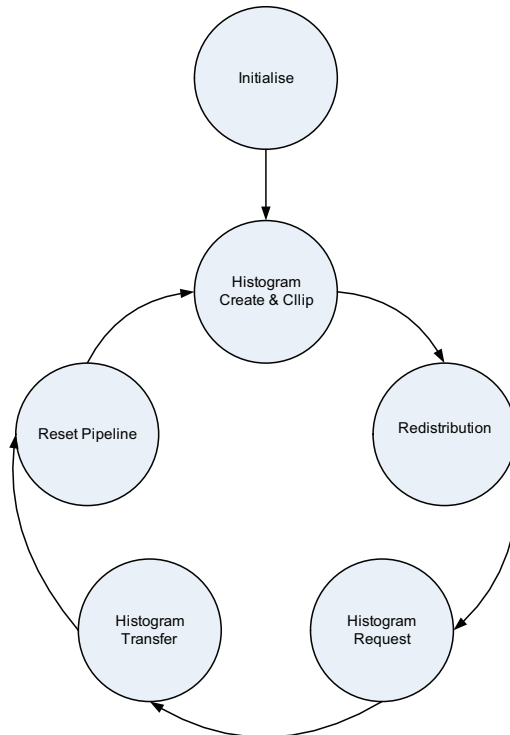 Initialise
Histogram
Create & Cllip
Redistribution
Reset Pipeline
Histogram
Request
Histogram
Transfer